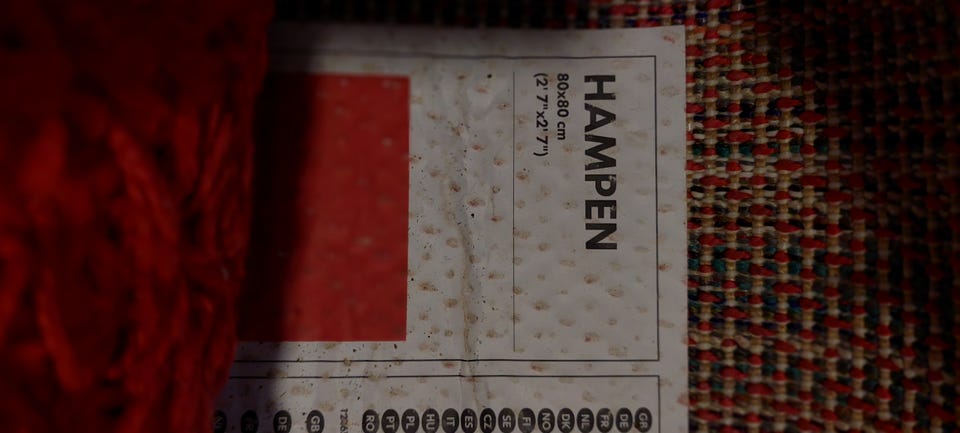 HAMPEN
80x80 cm
(2' 7"x2' 7")
GR
DE
FR
NL
DK
NO
FI
SE
CZ
ES
IT
HU
PL
PT
RO
GB
DE